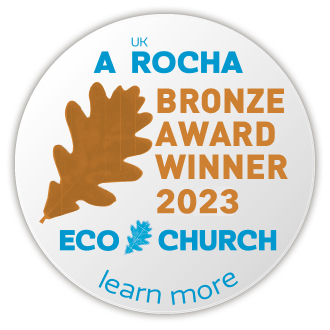 UK
A ROCHA
BRONZE
AWARD
WINNER
2023
ECO CHURCH
learn more